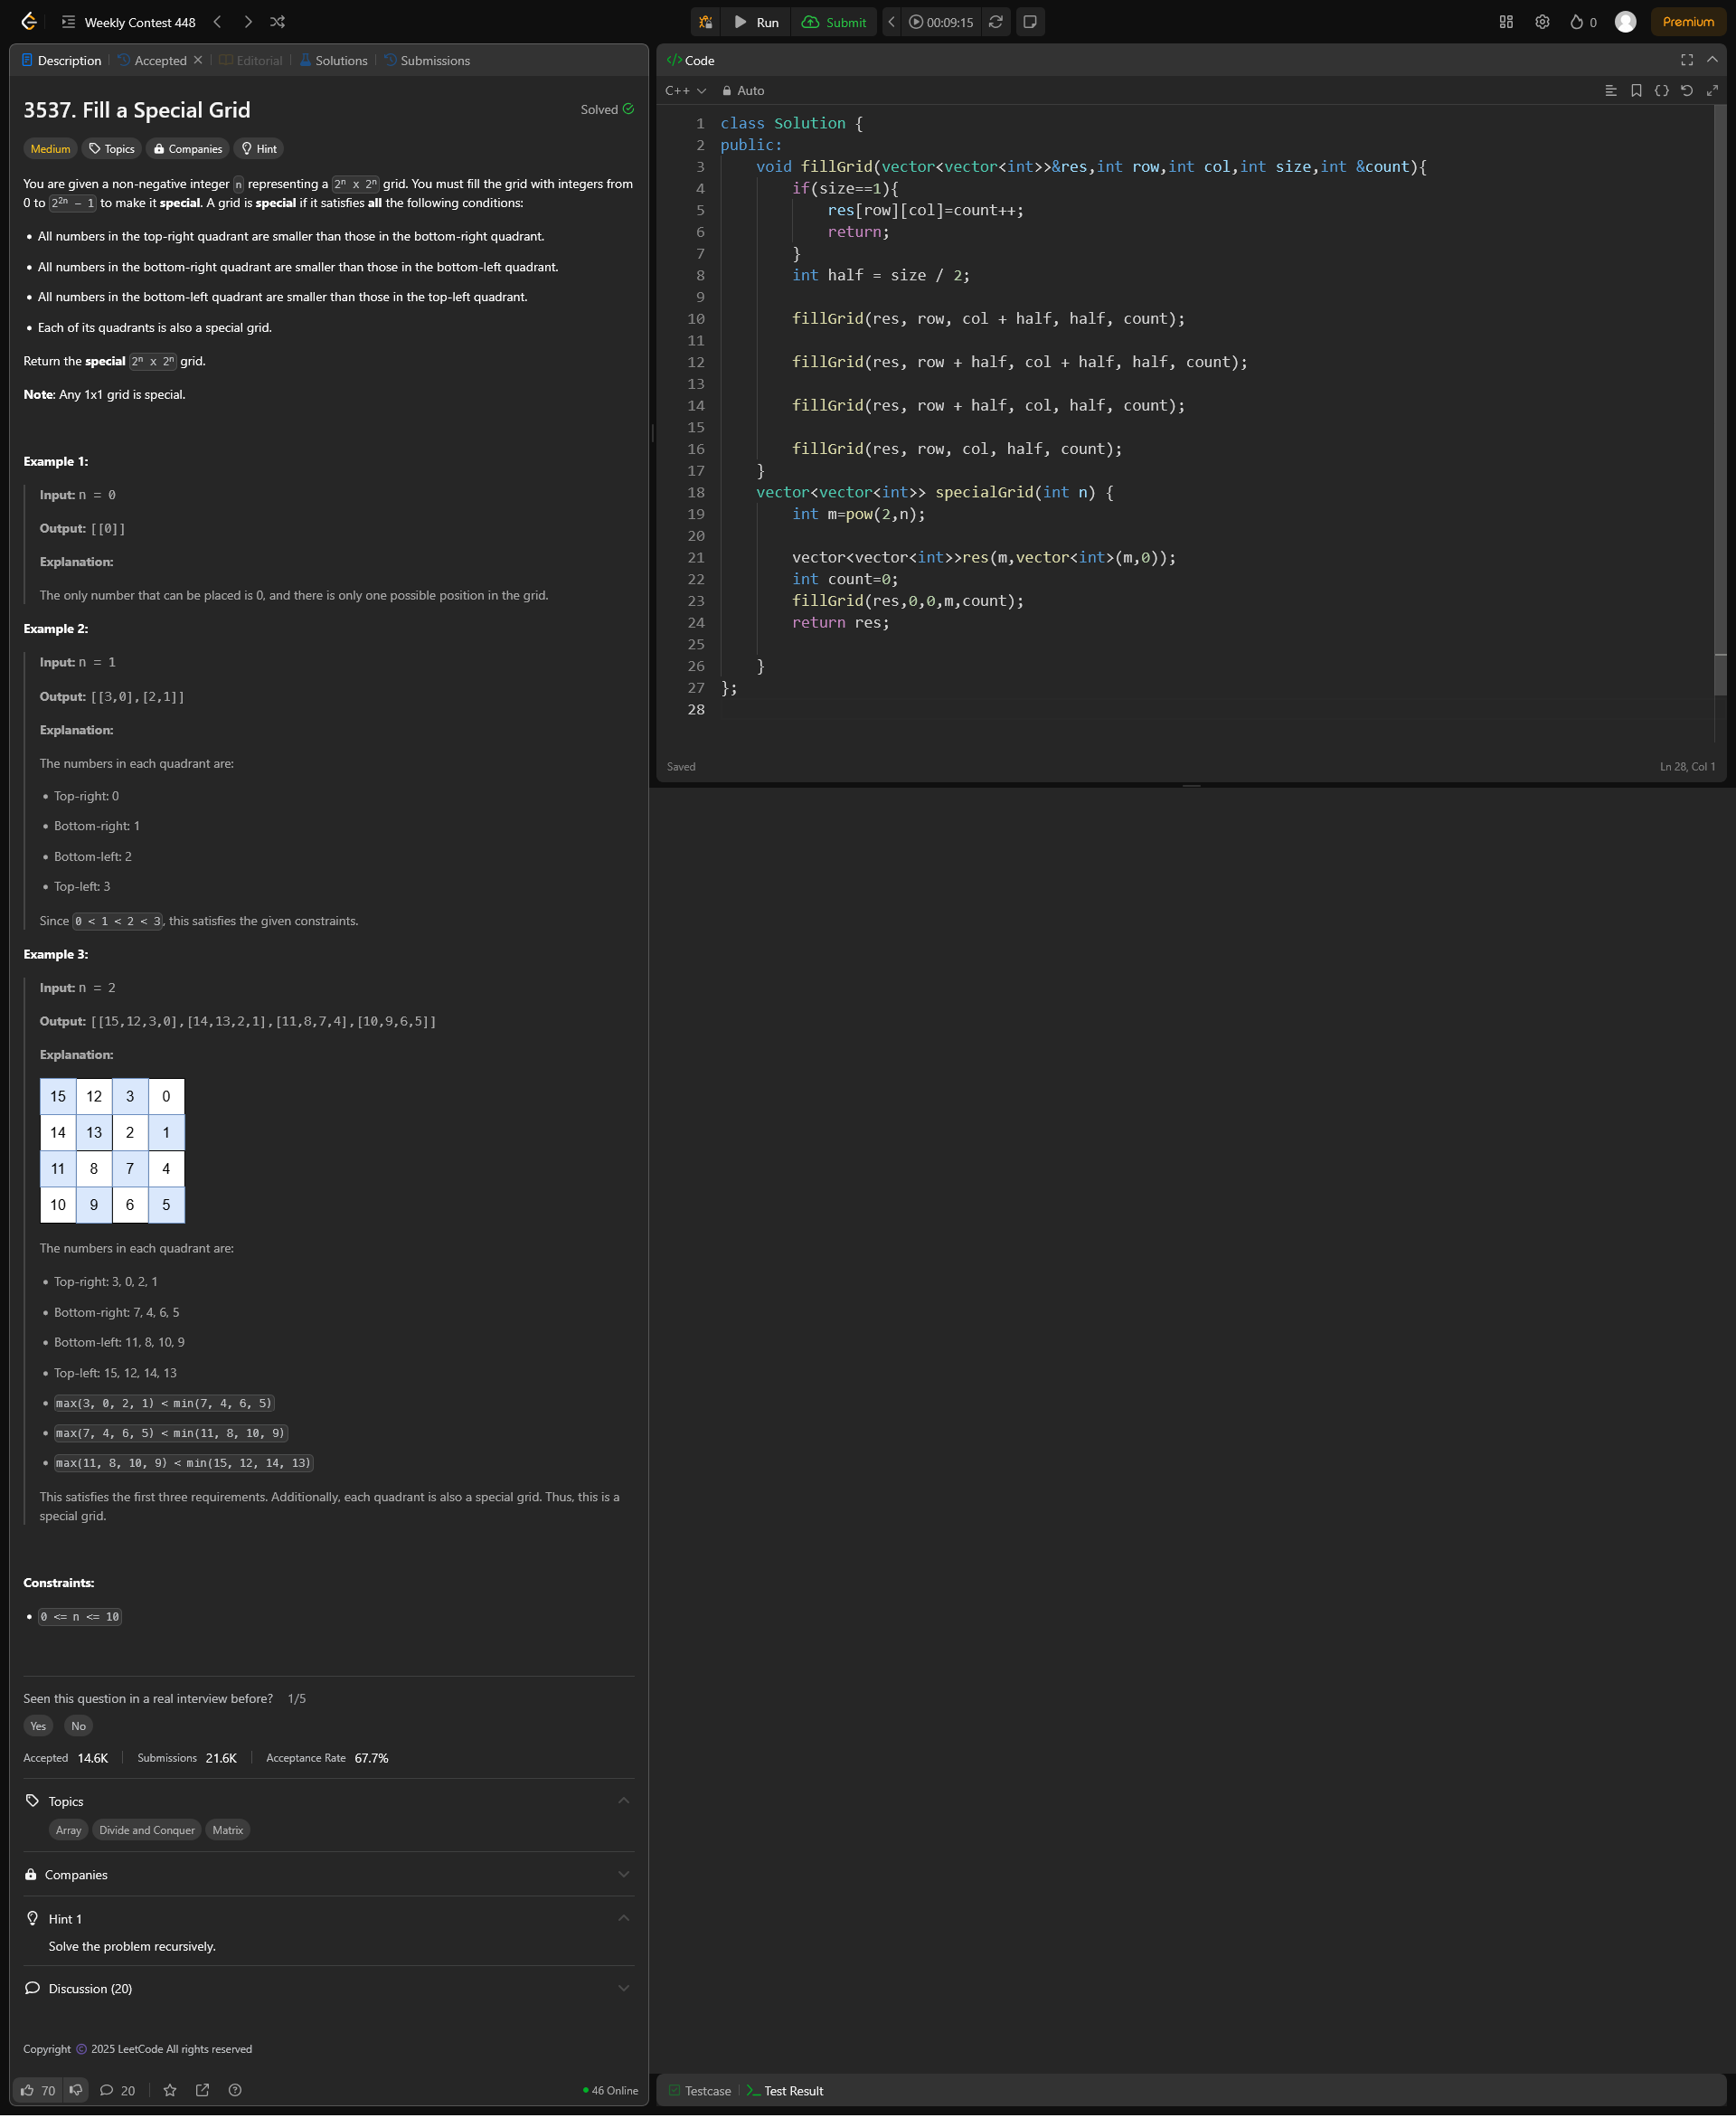 Weekly Contest 448
Run
Submit
00:09:15
0
Premium
Description
Accepted
Editorial
Solutions
Submissions
3537. Fill a Special Grid
Solved
Medium
Topics
Companies
Hint
You are given a non-negative integer n representing a 2ⁿ x 2ⁿ grid. You must fill the grid with integers from
0 to 2²ⁿ - 1 to make it special. A grid is special if it satisfies all the following conditions:
• All numbers in the top-right quadrant are smaller than those in the bottom-right quadrant.
• All numbers in the bottom-right quadrant are smaller than those in the bottom-left quadrant.
• All numbers in the bottom-left quadrant are smaller than those in the top-left quadrant.
• Each of its quadrants is also a special grid.
Return the special 2ⁿ x 2ⁿ grid.
Note: Any 1x1 grid is special.
Example 1:
Input: n = 0
Output: [[0]]
Explanation:
The only number that can be placed is 0, and there is only one possible position in the grid.
Example 2:
Input: n = 1
Output: [[3,0],[2,1]]
Explanation:
The numbers in each quadrant are:
• Top-right: 0
• Bottom-right: 1
• Bottom-left: 2
• Top-left: 3
Since 0 < 1 < 2 < 3, this satisfies the given constraints.
Example 3:
Input: n = 2
Output: [[15,12,3,0],[14,13,2,1],[11,8,7,4],[10,9,6,5]]
Explanation:
15 12 3 0
14 13 2 1
11 8 7 4
10 9 6 5
The numbers in each quadrant are:
• Top-right: 3, 0, 2, 1
• Bottom-right: 7, 4, 6, 5
• Bottom-left: 11, 8, 10, 9
• Top-left: 15, 12, 14, 13
• max(3, 0, 2, 1) < min(7, 4, 6, 5)
• max(7, 4, 6, 5) < min(11, 8, 10, 9)
• max(11, 8, 10, 9) < min(15, 12, 14, 13)
This satisfies the first three requirements. Additionally, each quadrant is also a special grid. Thus, this is a
special grid.
Constraints:
• 0 <= n <= 10
Seen this question in a real interview before? 1/5
Yes
No
Accepted 14.6K
Submissions 21.6K
Acceptance Rate 67.7%
Topics
Array
Divide and Conquer
Matrix
Companies
Hint 1
Solve the problem recursively.
Discussion (20)
Copyright © 2025 LeetCode All rights reserved
70
20
46 Online
</> Code
C++
Auto
1 class Solution {
2 public:
3 void fillGrid(vector<vector<int>>&res,int row,int col,int size,int &count){
4 if(size==1){
5 res[row][col]=count++;
6 return;
7 }
8 int half = size / 2;
9
10 fillGrid(res, row, col + half, half, count);
11
12 fillGrid(res, row + half, col + half, half, count);
13
14 fillGrid(res, row + half, col, half, count);
15
16 fillGrid(res, row, col, half, count);
17 }
18 vector<vector<int>> specialGrid(int n) {
19 int m=pow(2,n);
20
21 vector<vector<int>>res(m,vector<int>(m,0));
22 int count=0;
23 fillGrid(res,0,0,m,count);
24 return res;
25
26 }
27 };
28
Saved
Ln 28, Col 1
Testcase
Test Result